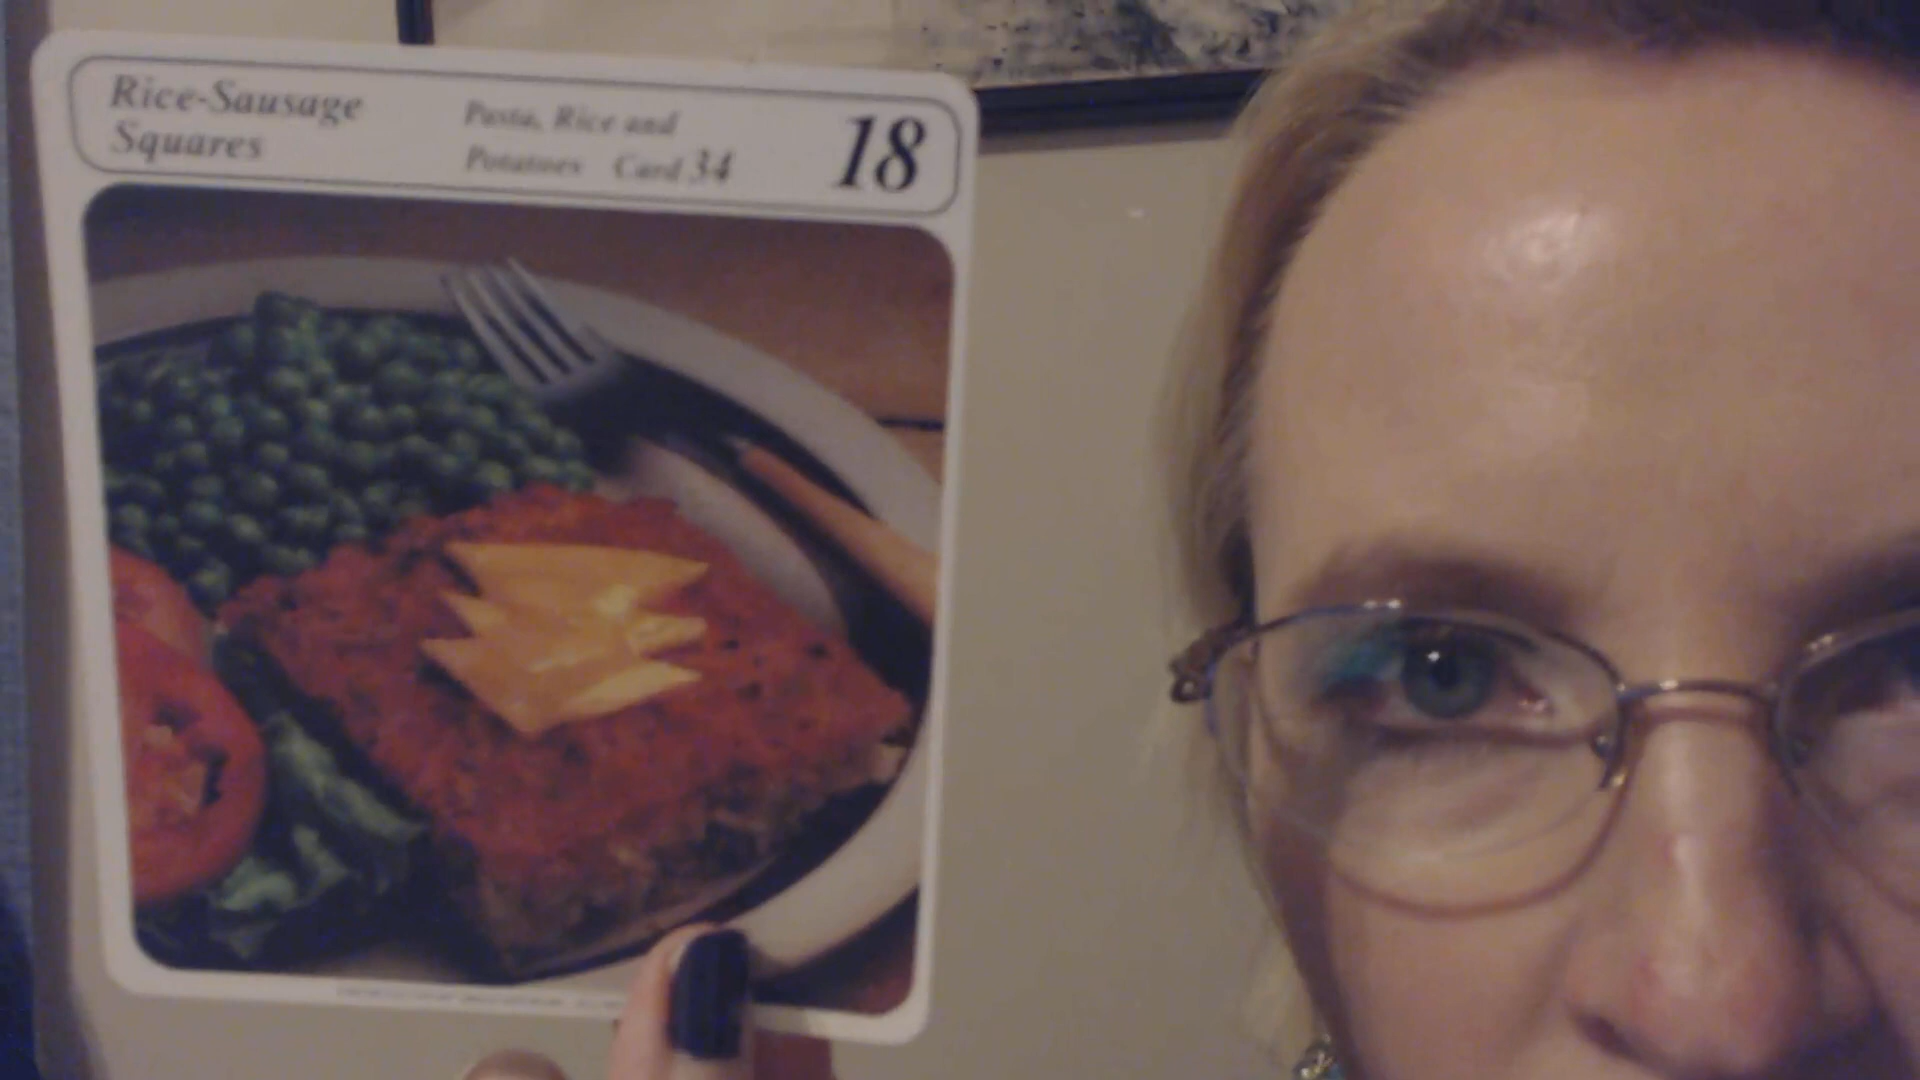 Rice-Sausage
Squares
Pasta, Rice and
Potatoes Card 34
18